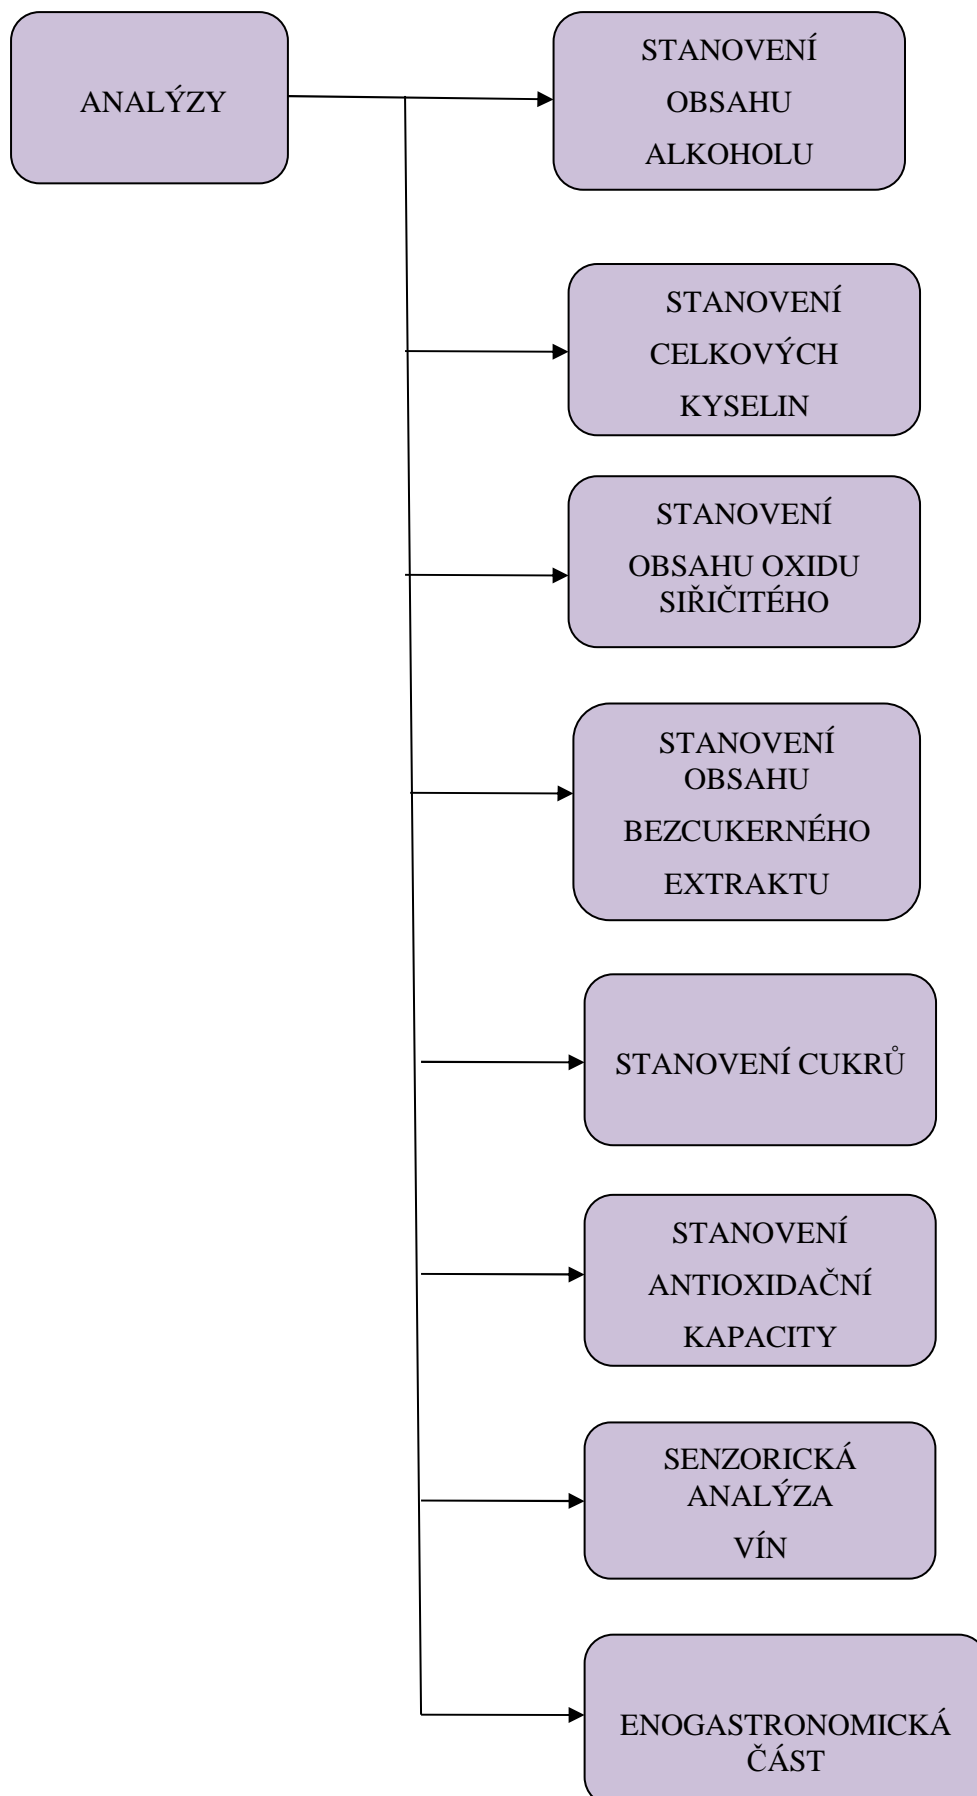 ANALÝZY
STANOVENÍ
OBSAHU
ALKOHOLU
STANOVENÍ
CELKOVÝCH
KYSELIN
STANOVENÍ
OBSAHU OXIDU
SIŘIČITÉHO
STANOVENÍ
OBSAHU
BEZCUKERNÉHO
EXTRAKTU
STANOVENÍ CUKRŮ
STANOVENÍ
ANTIOXIDAČNÍ
KAPACITY
SENZORICKÁ
ANALÝZA
VÍN
ENOGASTRONOMICKÁ
ČÁST